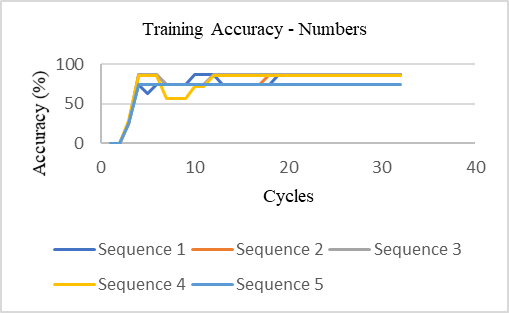 Training Accuracy - Numbers
100
50
0
Accuracy (%)
0 10 20 30 40
Cycles
Sequence 1 Sequence 2 Sequence 3
Sequence 4 Sequence 5